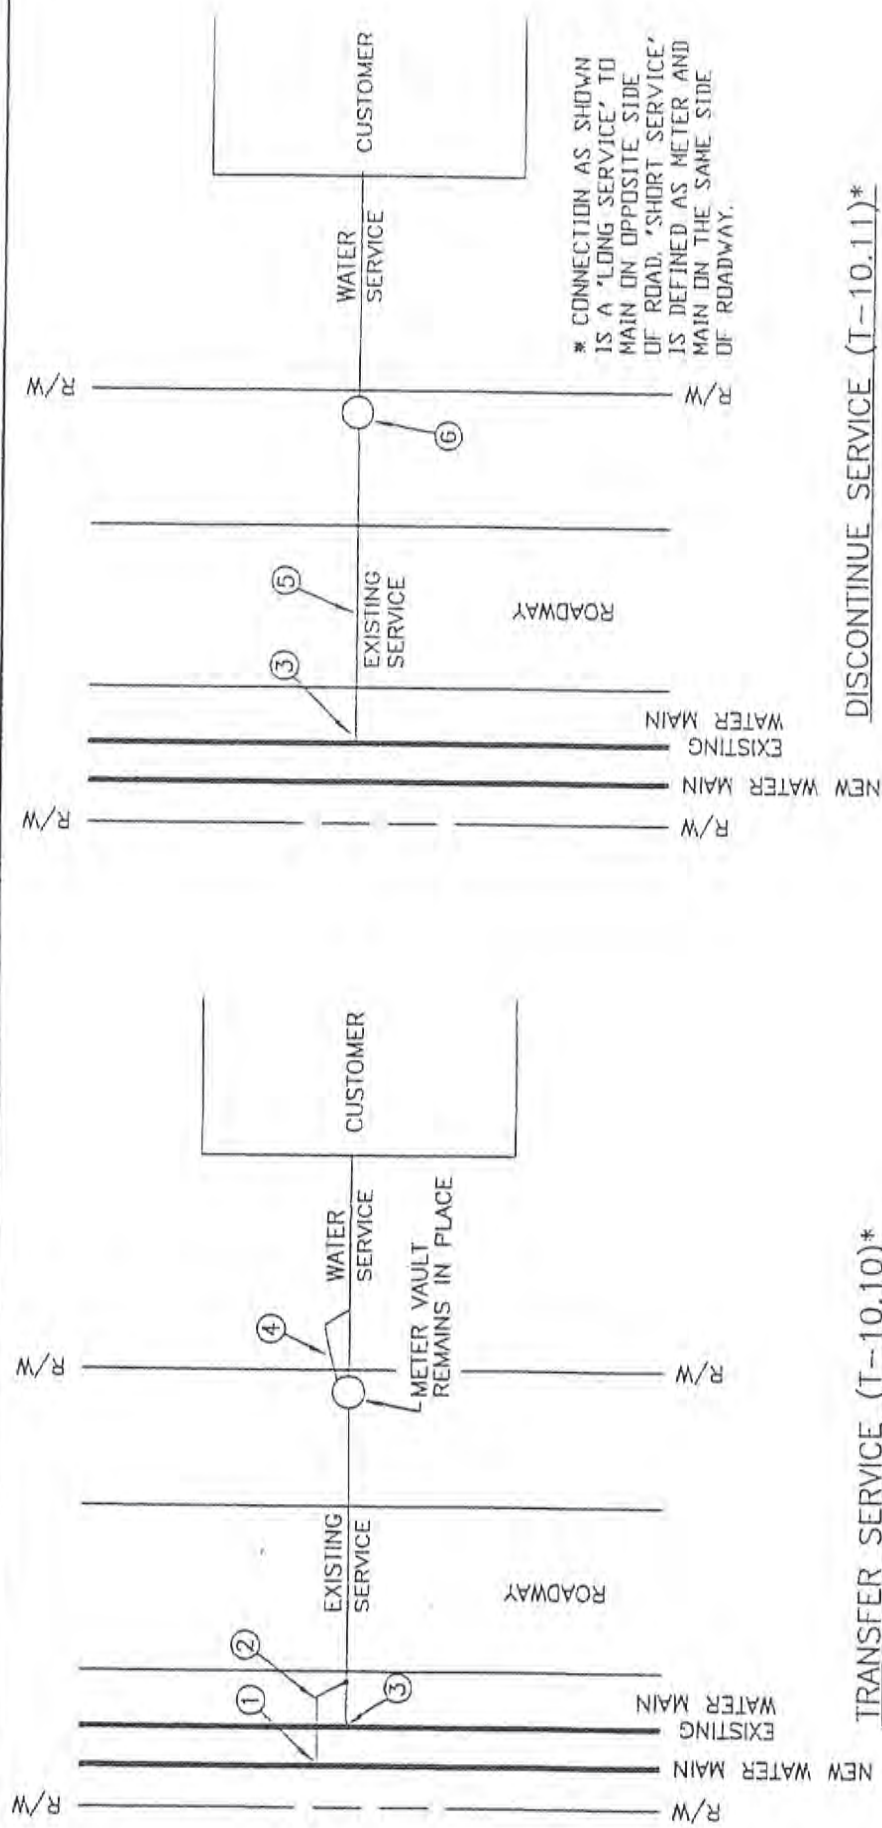 R/W
R/W
NEW WATER MAIN
EXISTING
WATER MAIN
1
2
3
EXISTING
SERVICE
ROADWAY
R/W
R/W
4
METER VAULT
REMAINS IN PLACE
WATER
SERVICE
CUSTOMER
TRANSFER SERVICE (T-10.10)*
R/W
R/W
NEW WATER MAIN
EXISTING
WATER MAIN
3
5
EXISTING
SERVICE
ROADWAY
R/W
R/W
6
WATER
SERVICE
CUSTOMER
* CONNECTION AS SHOWN
IS A 'LONG SERVICE' TO
MAIN ON OPPOSITE SIDE
OF ROAD. 'SHORT SERVICE'
IS DEFINED AS METER AND
MAIN ON THE SAME SIDE
OF ROADWAY.
DISCONTINUE SERVICE (T-10.11)*